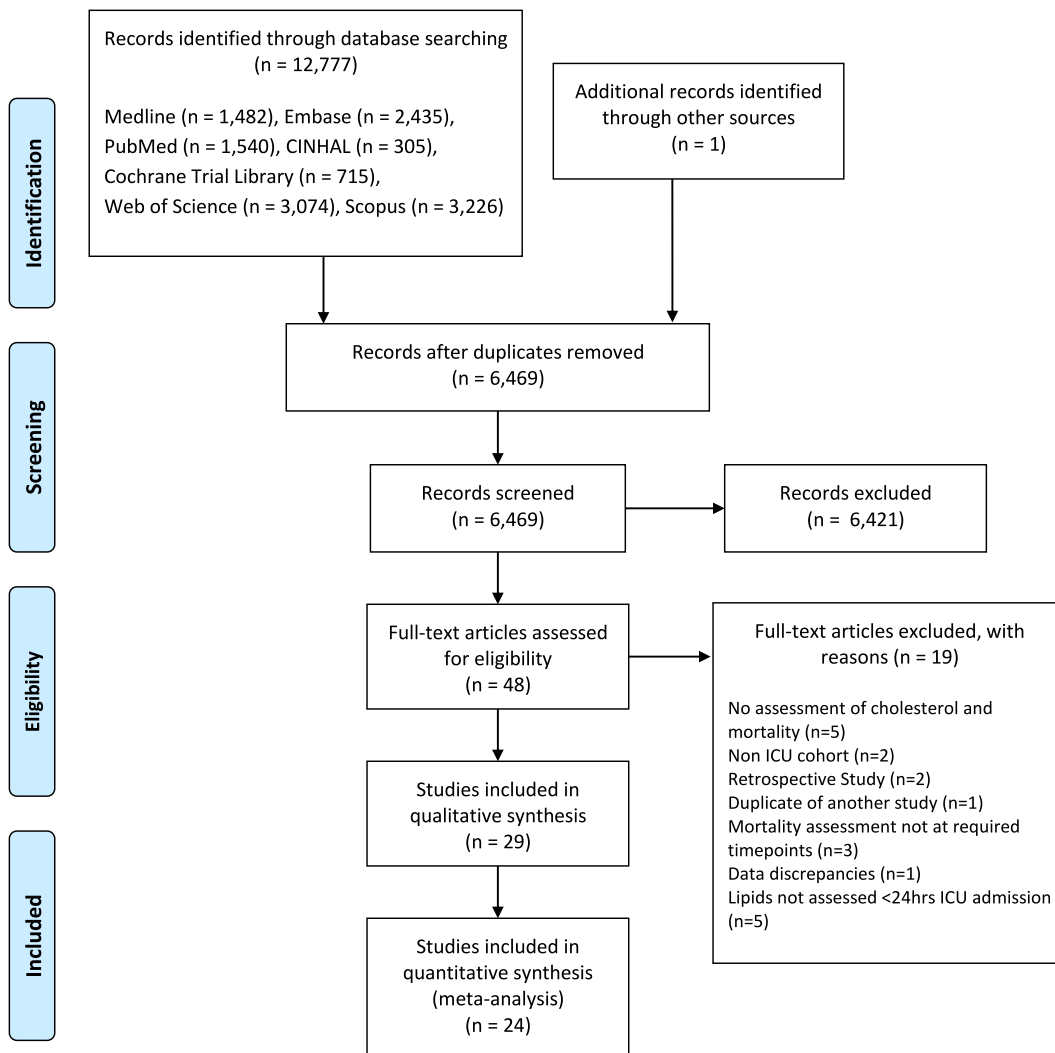 Records identified through database searching
(n = 12,777)
Medline (n = 1,482), Embase (n = 2,435),
PubMed (n = 1,540), CINHAL (n = 305),
Cochrane Trial Library (n = 715),
Web of Science (n = 3,074), Scopus (n = 3,226)
Additional records identified
through other sources
(n = 1)
Identification
Records after duplicates removed
(n = 6,469)
Screening
Records screened
(n = 6,469)
Records excluded
(n = 6,421)
Eligibility
Full-text articles assessed
for eligibility
(n = 48)
Full-text articles excluded, with
reasons (n = 19)
No assessment of cholesterol and
mortality (n=5)
Non ICU cohort (n=2)
Retrospective Study (n=2)
Duplicate of another study (n=1)
Mortality assessment not at required
timepoints (n=3)
Data discrepancies (n=1)
Lipids not assessed <24hrs ICU admission
(n=5)
Studies included in
qualitative synthesis
(n = 29)
Included
Studies included in
quantitative synthesis
(meta-analysis)
(n = 24)